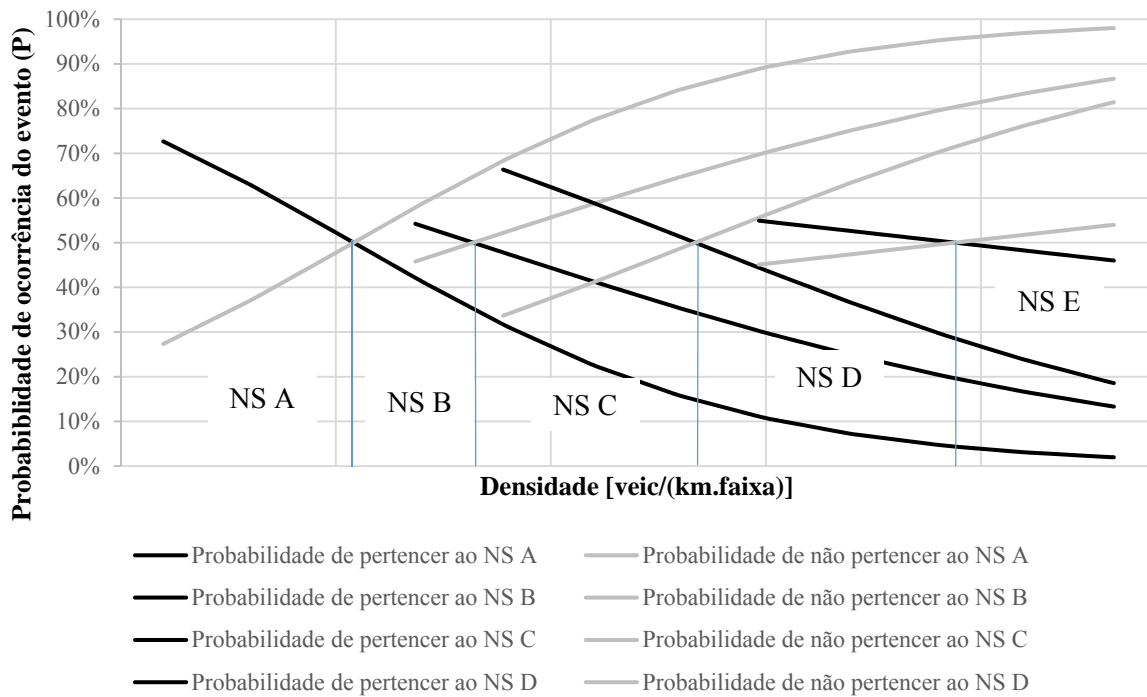 Probabiblidade de ocorrência do evento (P)
100%
90%
80%
70%
60%
50%
40%
30%
20%
10%
0%
NS A
NS B
NS C
NS D
NS E
Densidade [veic/(km.faixa)]
Probabilidade de pertencer ao NS A
Probabilidade de não pertencer ao NS A
Probabilidade de pertencer ao NS B
Probabilidade de não pertencer ao NS B
Probabilidade de pertencer ao NS C
Probabilidade de não pertencer ao NS C
Probabilidade de pertencer ao NS D
Probabilidade de não pertencer ao NS D